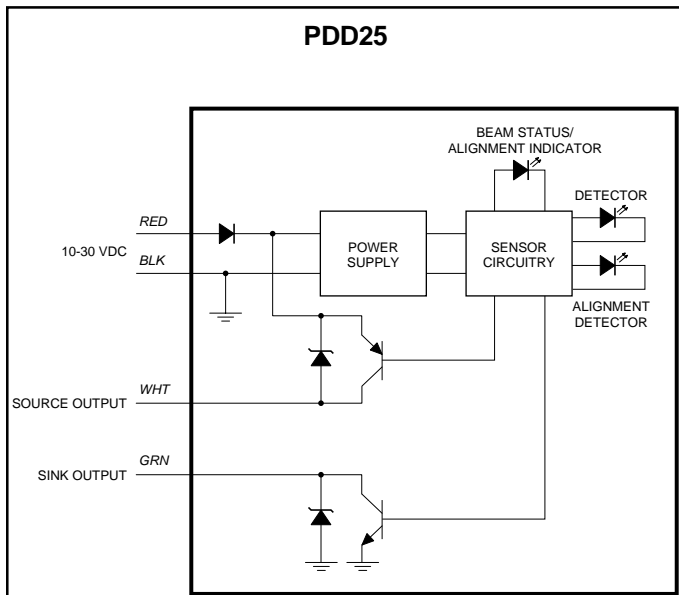 PDD25
BEAM STATUS/
ALIGNMENT INDICATOR
DETECTOR
RED
10-30 VDC
BLK
POWER
SUPPLY
SENSOR
CIRCUITRY
ALIGNMENT
DETECTOR
WHT
SOURCE OUTPUT
GRN
SINK OUTPUT